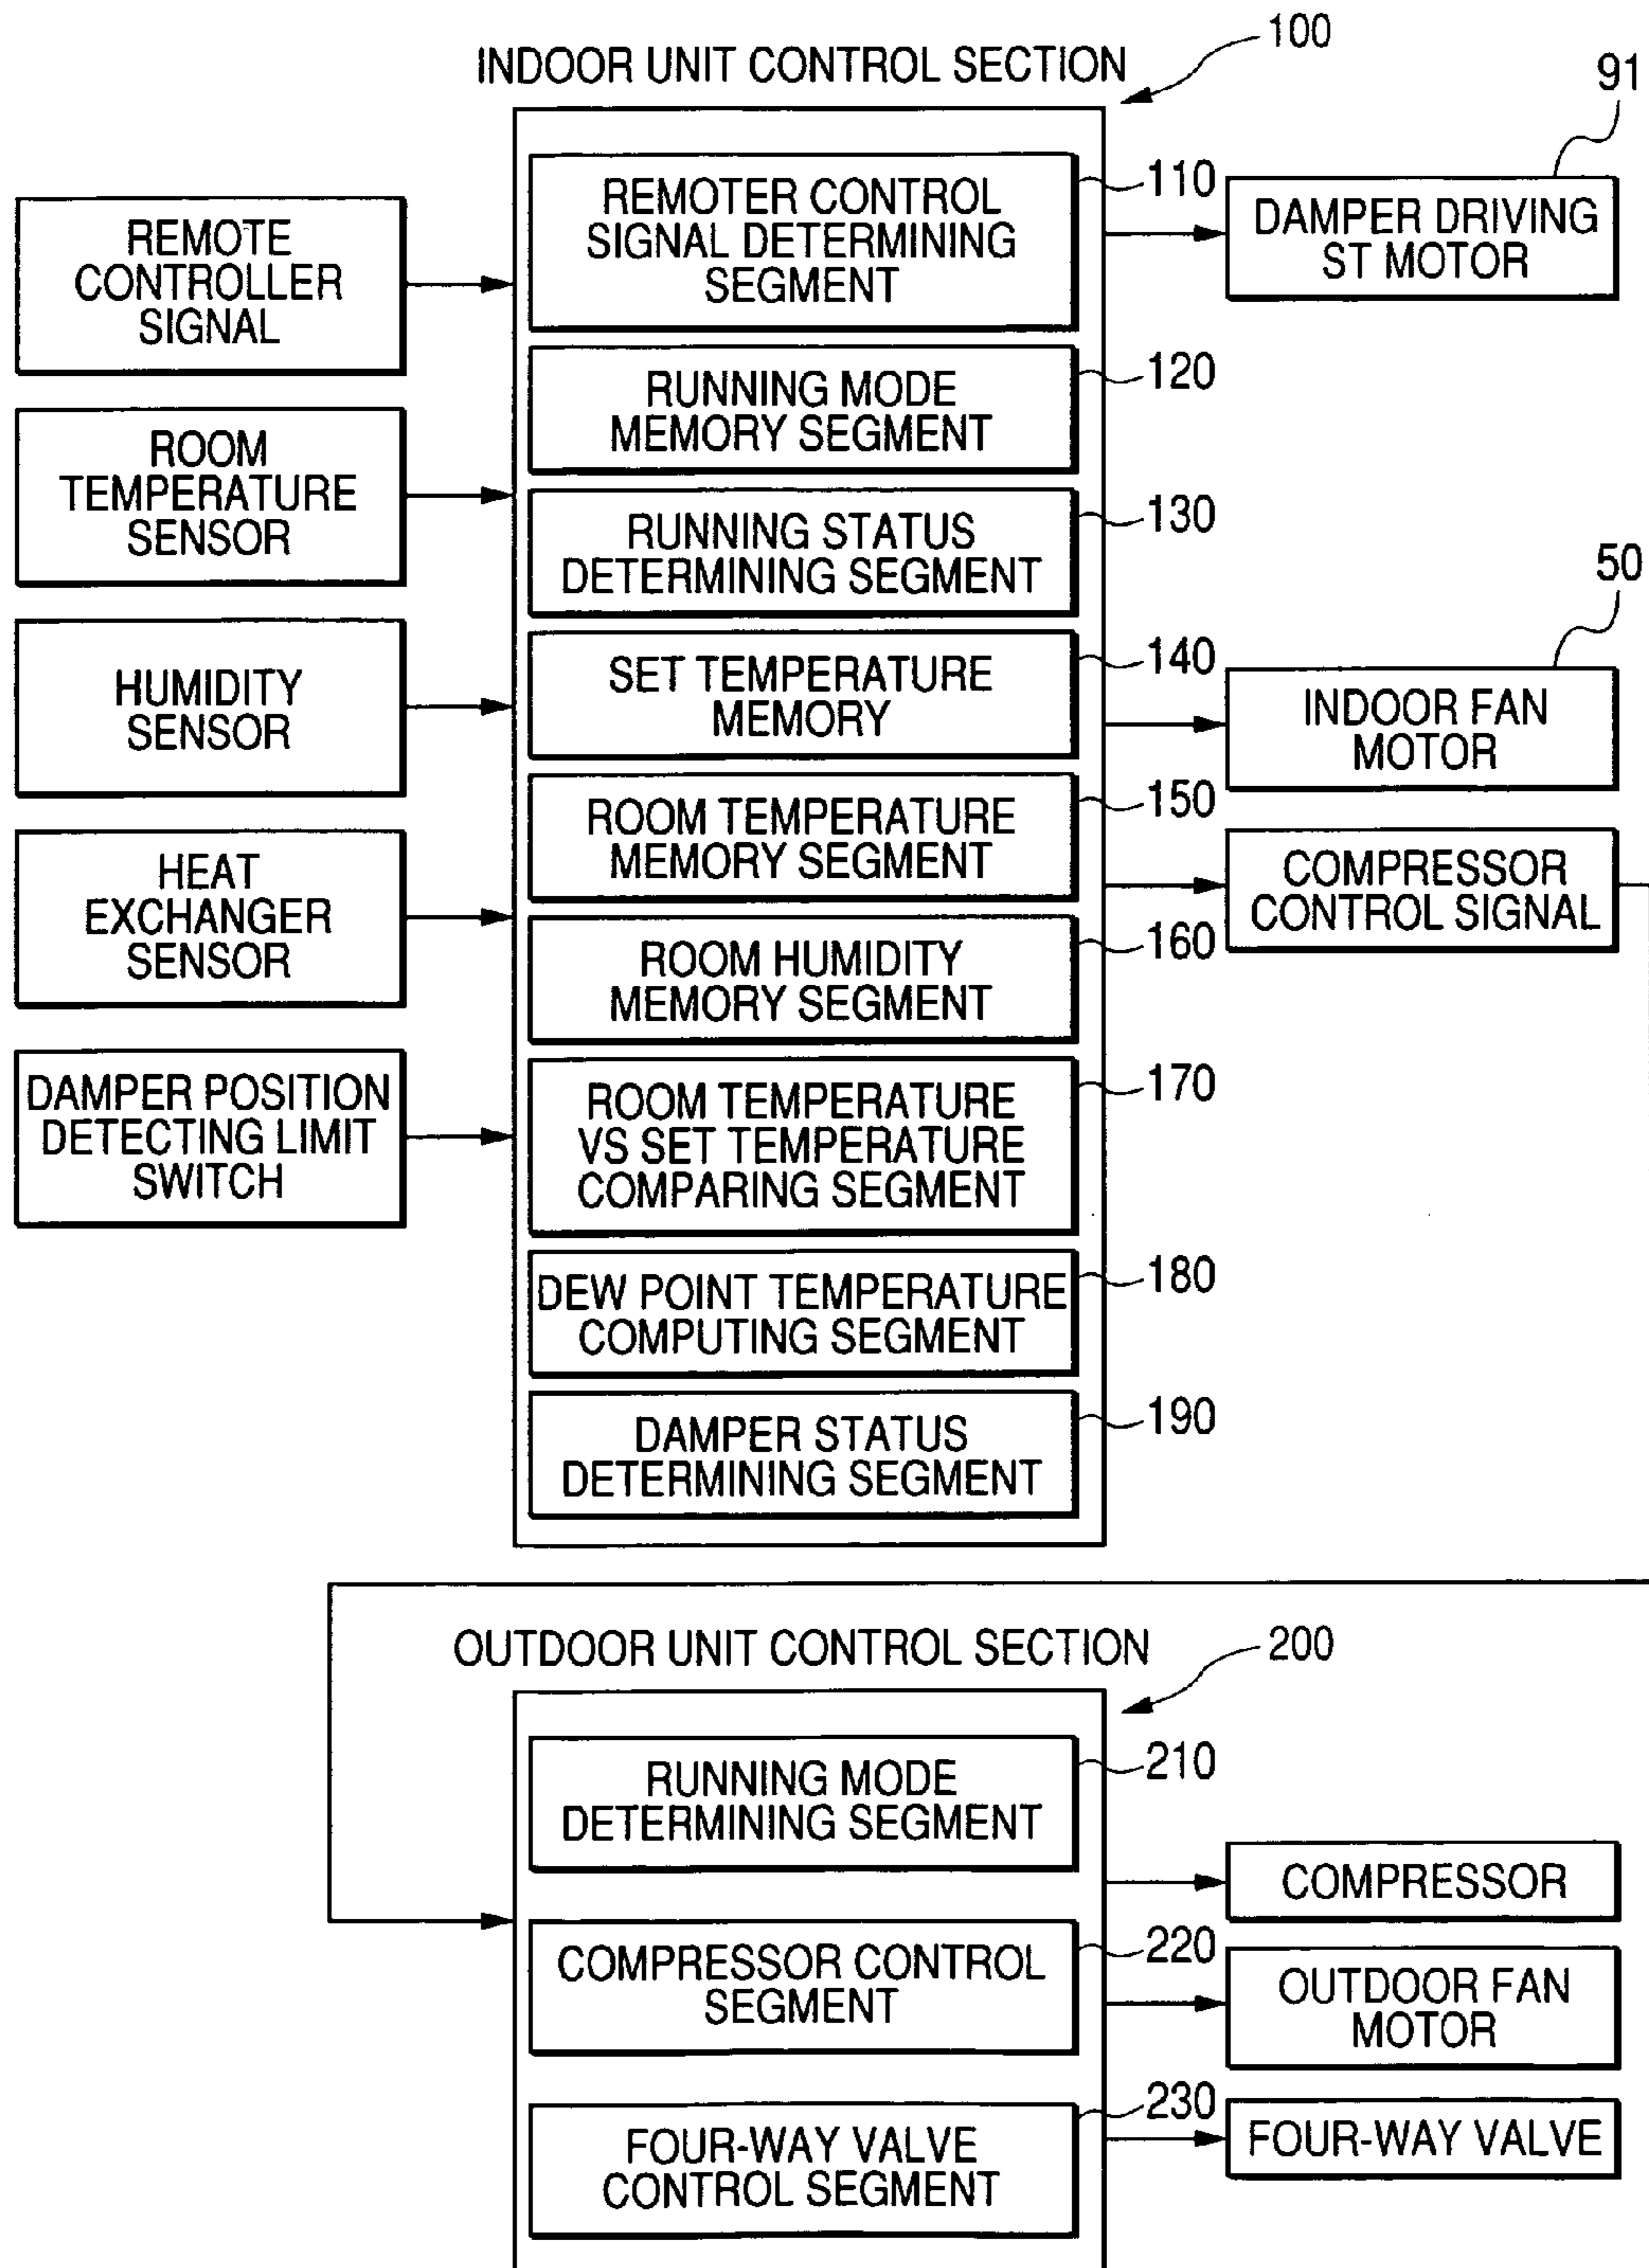 INDOOR UNIT CONTROL SECTION
100
REMOTE
CONTROLLER
SIGNAL
ROOM
TEMPERATURE
SENSOR
HUMIDITY
SENSOR
HEAT
EXCHANGER
SENSOR
DAMPER POSITION
DETECTING LIMIT
SWITCH
REMOTER CONTROL
SIGNAL DETERMINING
SEGMENT
110
RUNNING MODE
MEMORY SEGMENT
120
RUNNING STATUS
DETERMINING SEGMENT
130
SET TEMPERATURE
MEMORY
140
ROOM TEMPERATURE
MEMORY SEGMENT
150
ROOM HUMIDITY
MEMORY SEGMENT
160
ROOM TEMPERATURE
VS SET TEMPERATURE
COMPARING SEGMENT
170
DEW POINT TEMPERATURE
COMPUTING SEGMENT
180
DAMPER STATUS
DETERMINING SEGMENT
190
91
DAMPER DRIVING
ST MOTOR
50
INDOOR FAN
MOTOR
COMPRESSOR
CONTROL SIGNAL
OUTDOOR UNIT CONTROL SECTION
200
RUNNING MODE
DETERMINING SEGMENT
210
COMPRESSOR CONTROL
SEGMENT
220
FOUR-WAY VALVE
CONTROL SEGMENT
230
COMPRESSOR
OUTDOOR FAN
MOTOR
FOUR-WAY VALVE